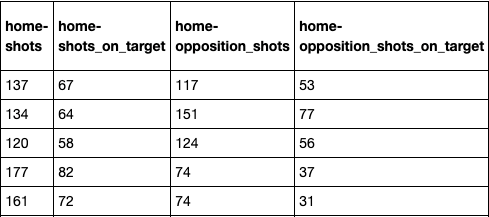 home-shots home-shots_on_target home-opposition_shots home-opposition_shots_on_target
137 67 117 53
134 64 151 77
120 58 124 56
177 82 74 37
161 72 74 31